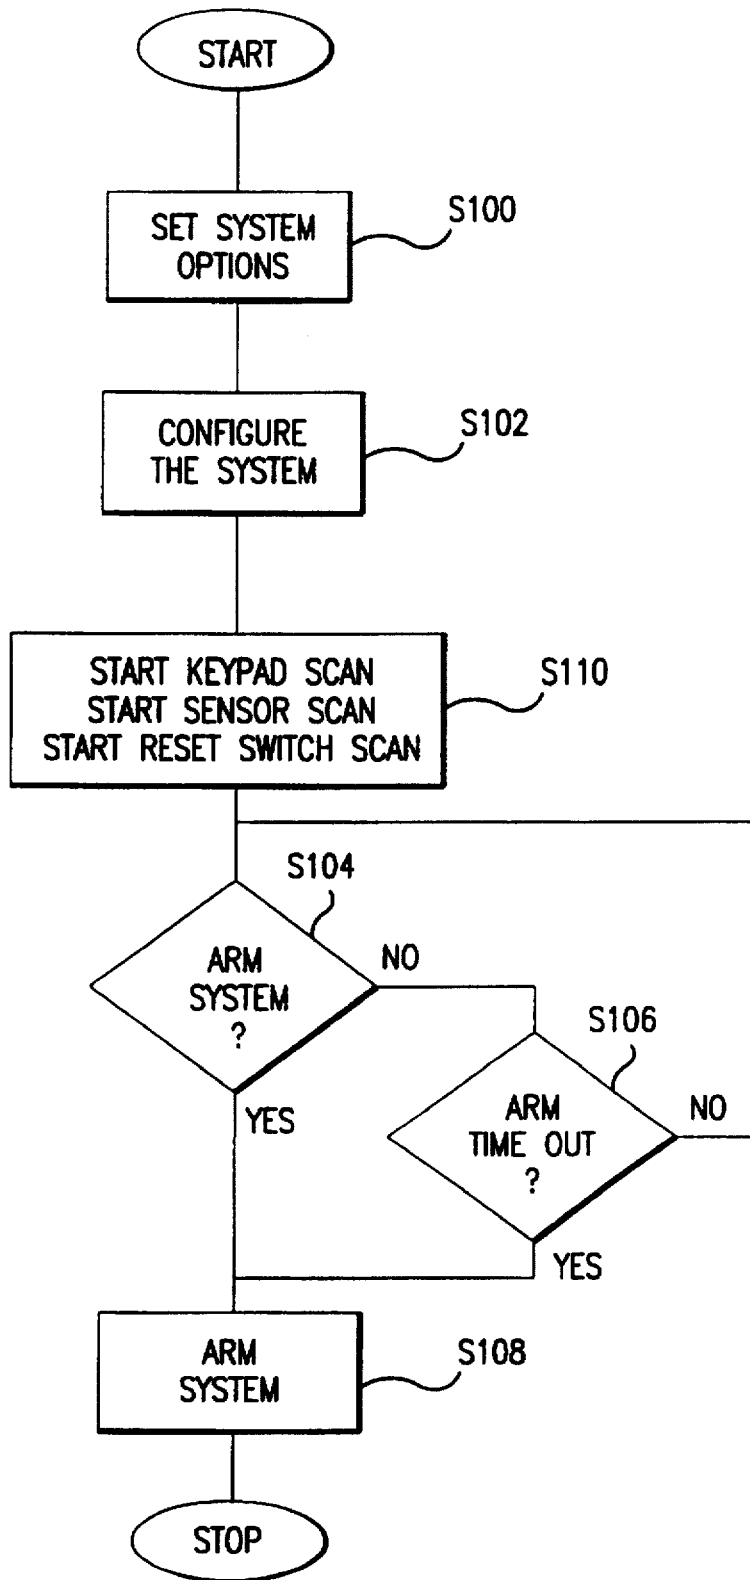 START
SET SYSTEM
OPTIONS
S100
CONFIGURE
THE SYSTEM
S102
START KEYPAD SCAN
START SENSOR SCAN
START RESET SWITCH SCAN
S110
S104
ARM
SYSTEM
?
NO
YES
S106
ARM
TIME OUT
?
NO
YES
ARM
SYSTEM
S108
STOP